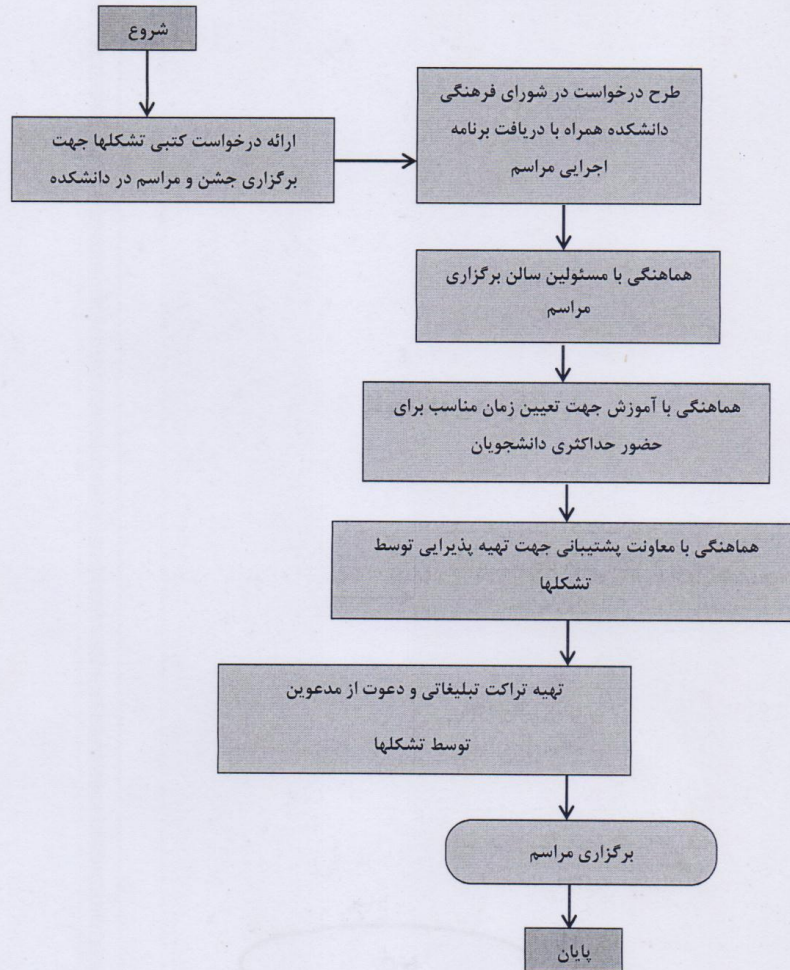 شروع
ارائه درخواست کتبی تشکلها جهت
برگزاری جشن و مراسم در دانشکده
طرح درخواست در شورای فرهنگی
دانشکده همراه با دریافت برنامه
اجرایی مراسم
هماهنگی با مسئولین سالن برگزاری
مراسم
هماهنگی با آموزش جهت تعیین زمان مناسب برای
حضور حداکثری دانشجویان
هماهنگی با معاونت پشتیبانی جهت تهیه پذیرایی توسط
تشکلها
تهیه تراکت تبلیغاتی و دعوت از مدعوین
توسط تشکلها
برگزاری مراسم
پایان